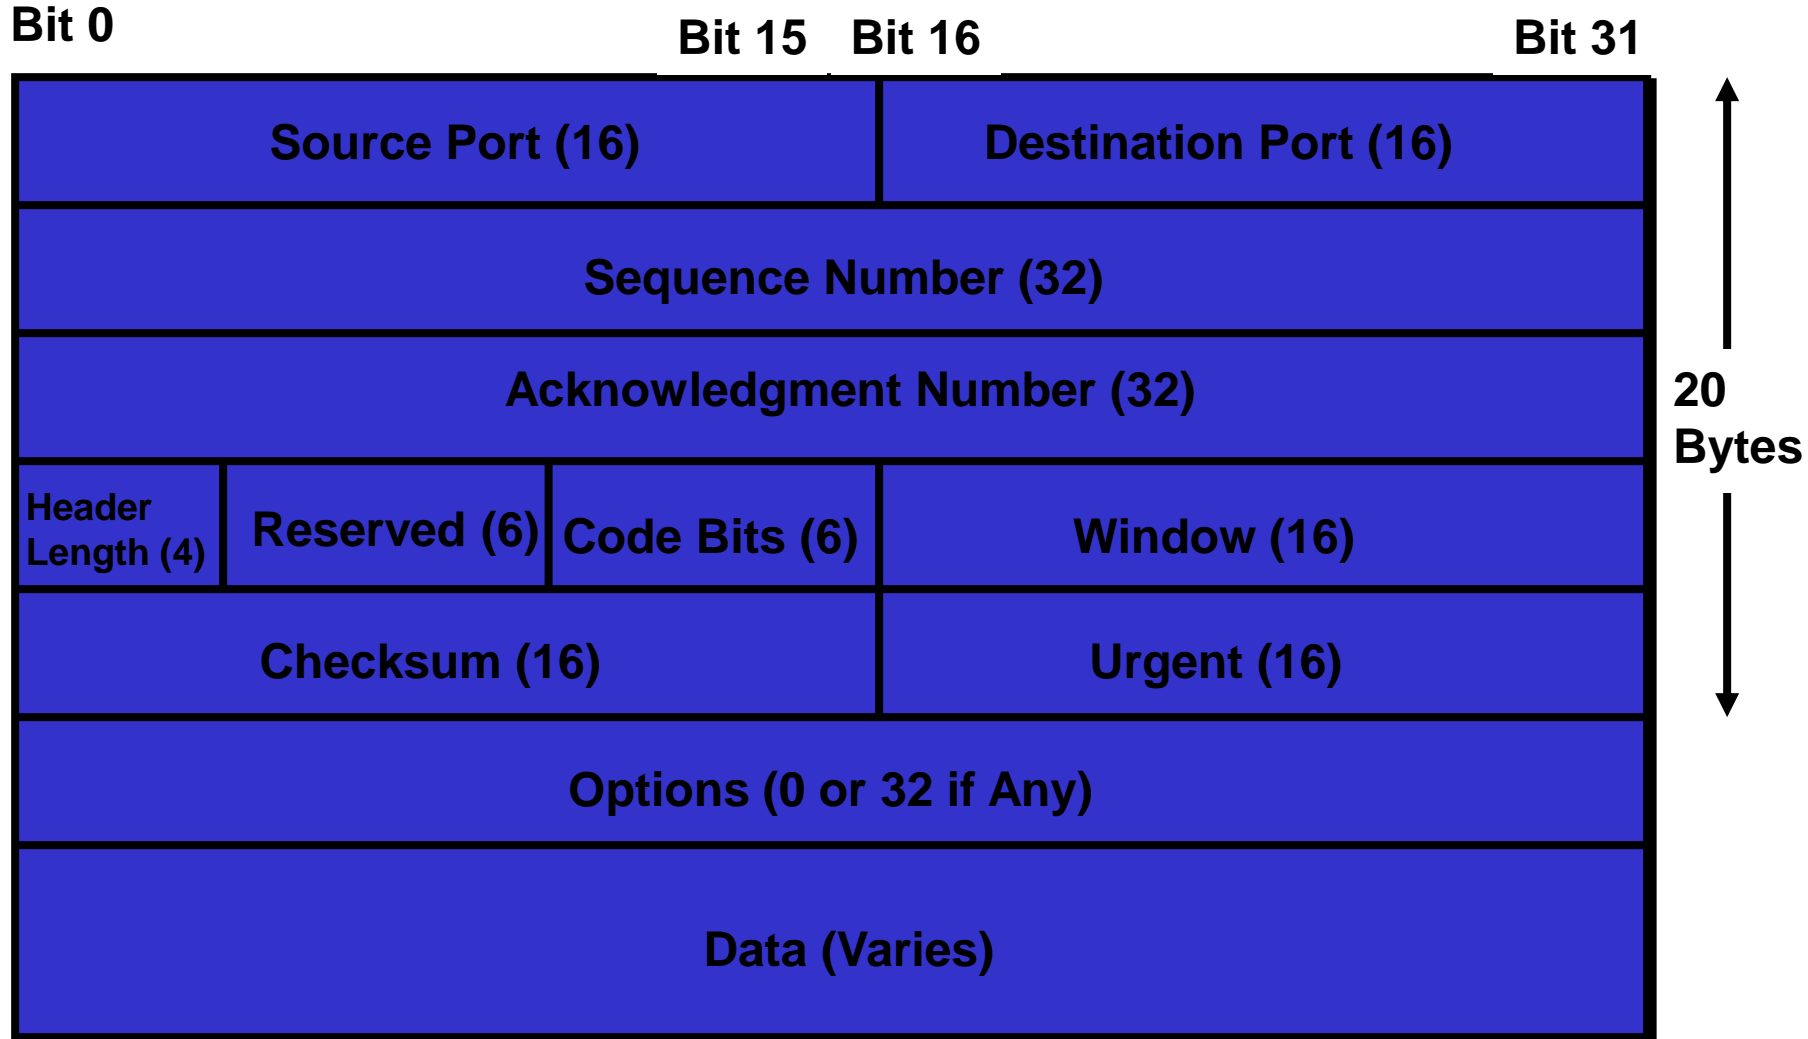 Bit 0
Bit 15
Bit 16
Bit 31
Source Port (16)
Destination Port (16)
Sequence Number (32)
Acknowledgment Number (32)
20
Bytes
Header
Length (4)
Reserved (6)
Code Bits (6)
Window (16)
Checksum (16)
Urgent (16)
Options (0 or 32 if Any)
Data (Varies)